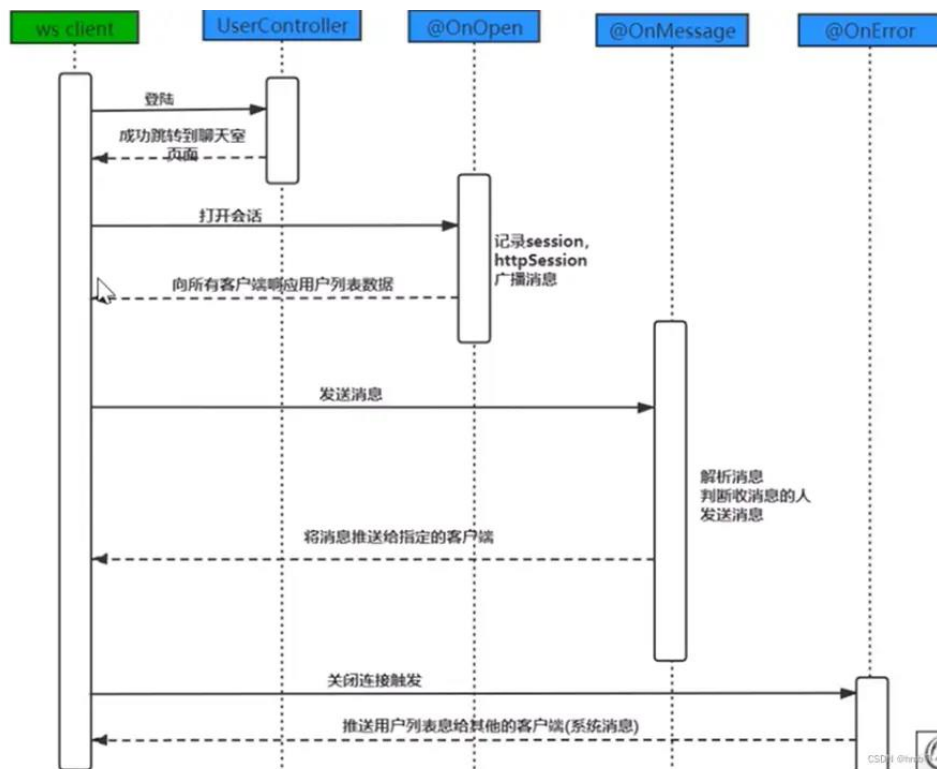 ws client
UserController
@OnOpen
@OnMessage
@OnError
登陆
成功跳转到聊天室
页面
打开会话
记录session,
httpSession
广播消息
向所有客户端响应用户列表数据
发送消息
解析消息
判断收消息的人
发送消息
将消息推送给指定的客户端
关闭连接触发
推送用户列表息给其他的客户端(系统消息)